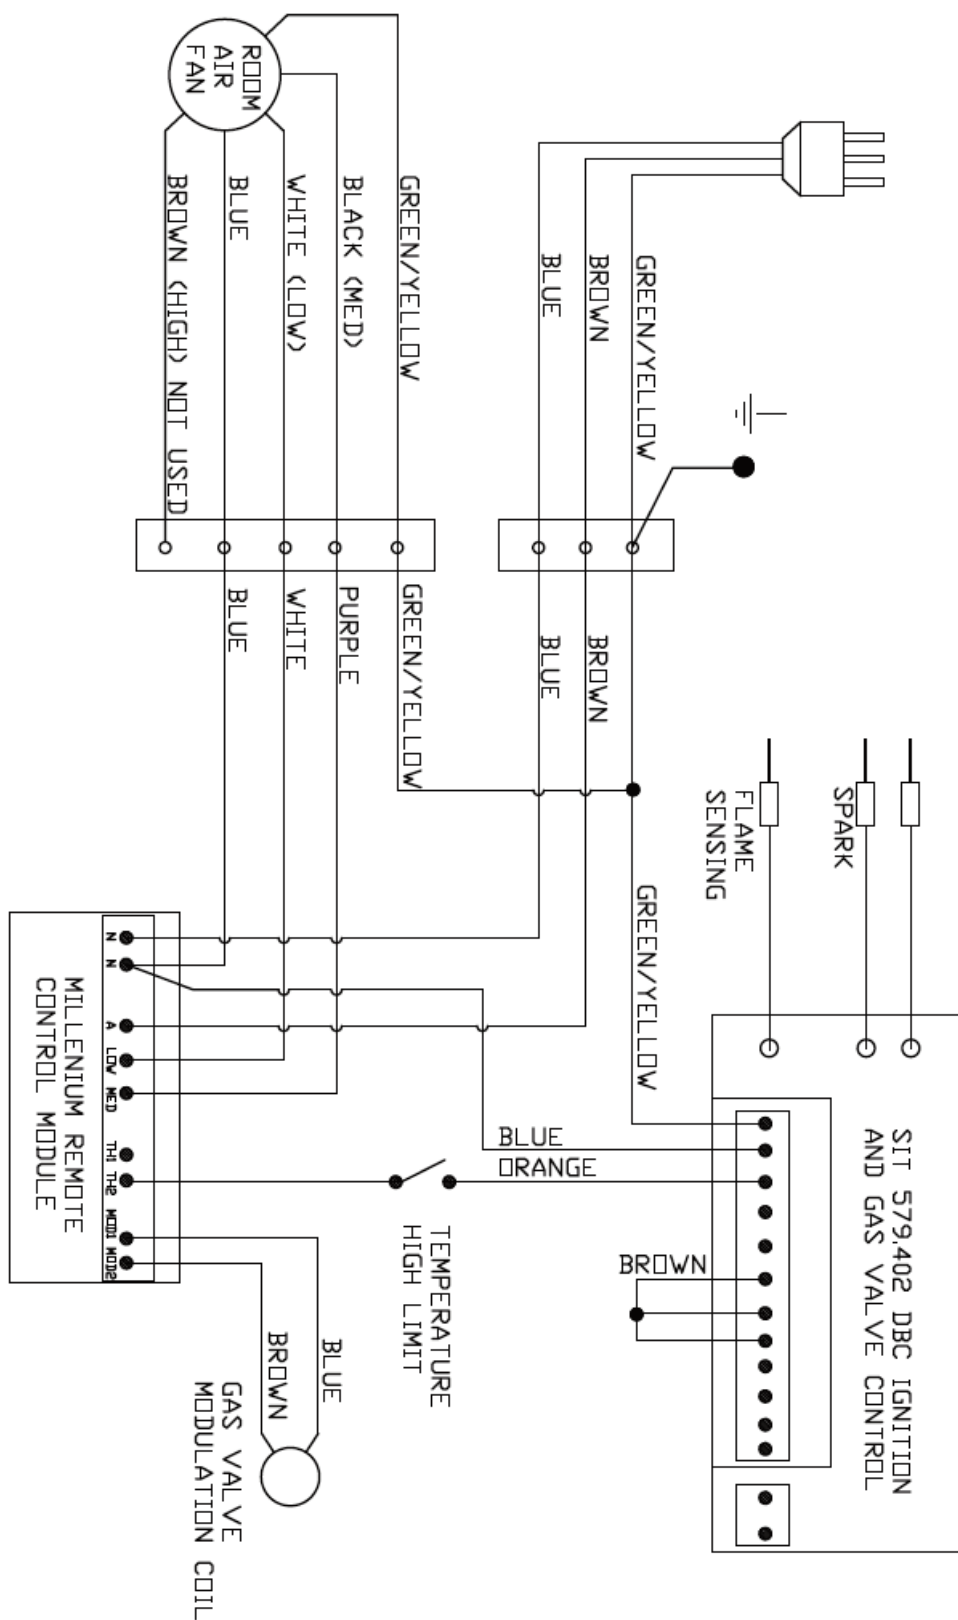 ROOM
AIR
FAN
BROWN (HIGH) NOT USED
BLUE
WHITE (LOW)
BLACK (MED)
GREEN/YELLOW
BLUE
BROWN
GREEN/YELLOW
BLUE
WHITE
PURPLE
GREEN/YELLOW
BLUE
BROWN
GREEN/YELLOW
FLAME
SENSING
SPARK
MILLENIUM REMOTE
CONTROL MODULE
N
N
A
LOW
MED
TH1
TH2
MOD1
MOD2
BLUE
ORANGE
TEMPERATURE
HIGH LIMIT
BROWN
SIT 579.402 DBC IGNITION
AND GAS VALVE CONTROL
BLUE
BROWN
GAS VALVE
MODULATION COIL